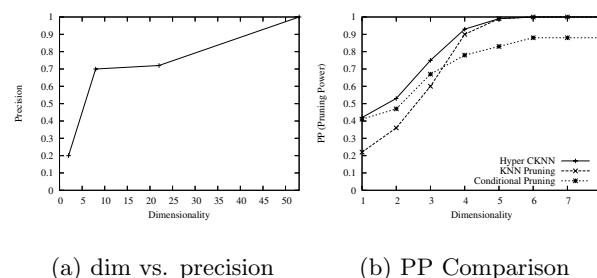 1
0.9
0.8
0.7
0.6
0.5
0.4
0.3
0.2
0.1
0
Precision
0 5 10 15 20 25 30 35 40 45 50
Dimensionality
(a) dim vs. precision
1
0.9
0.8
0.7
0.6
0.5
0.4
0.3
0.2
0.1
0
PP (Pruning Power)
Hyper CKNN
KNN Pruning
Conditional Pruning
1 2 3 4 5 6 7
Dimensionality
(b) PP Comparison